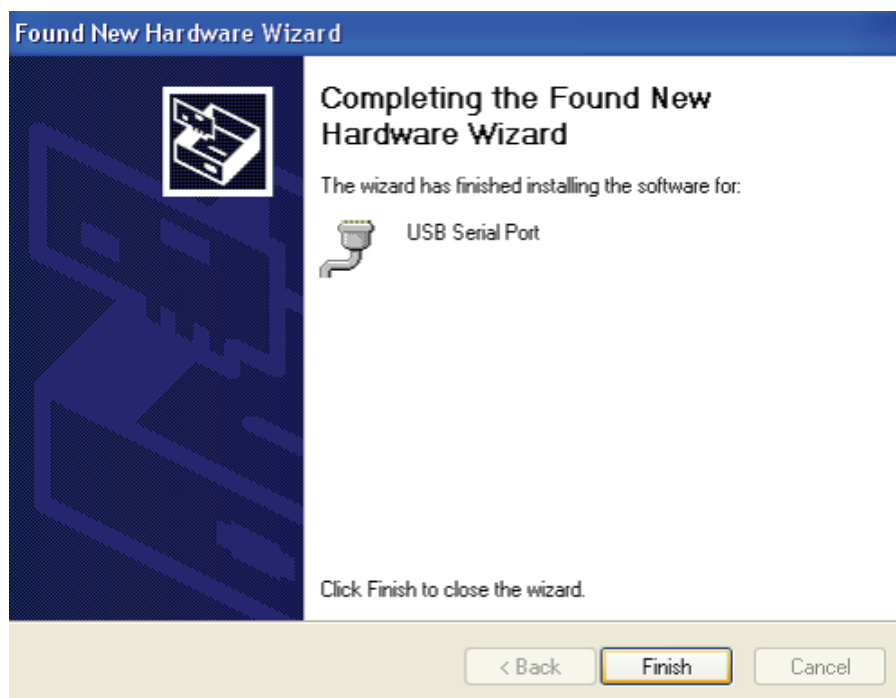 Found New Hardware Wizard
Completing the Found New
Hardware Wizard
The wizard has finished installing the software for:
USB Serial Port
Click Finish to close the wizard.
< Back
Finish
Cancel